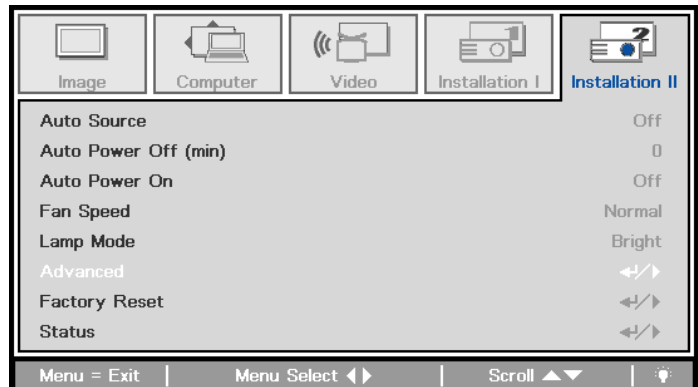 Image Computer Video Installation I Installation II
Auto Source Off
Auto Power Off (min) 0
Auto Power On Off
Fan Speed Normal
Lamp Mode Bright
Advanced
Factory Reset
Status
Menu = Exit Menu Select Scroll